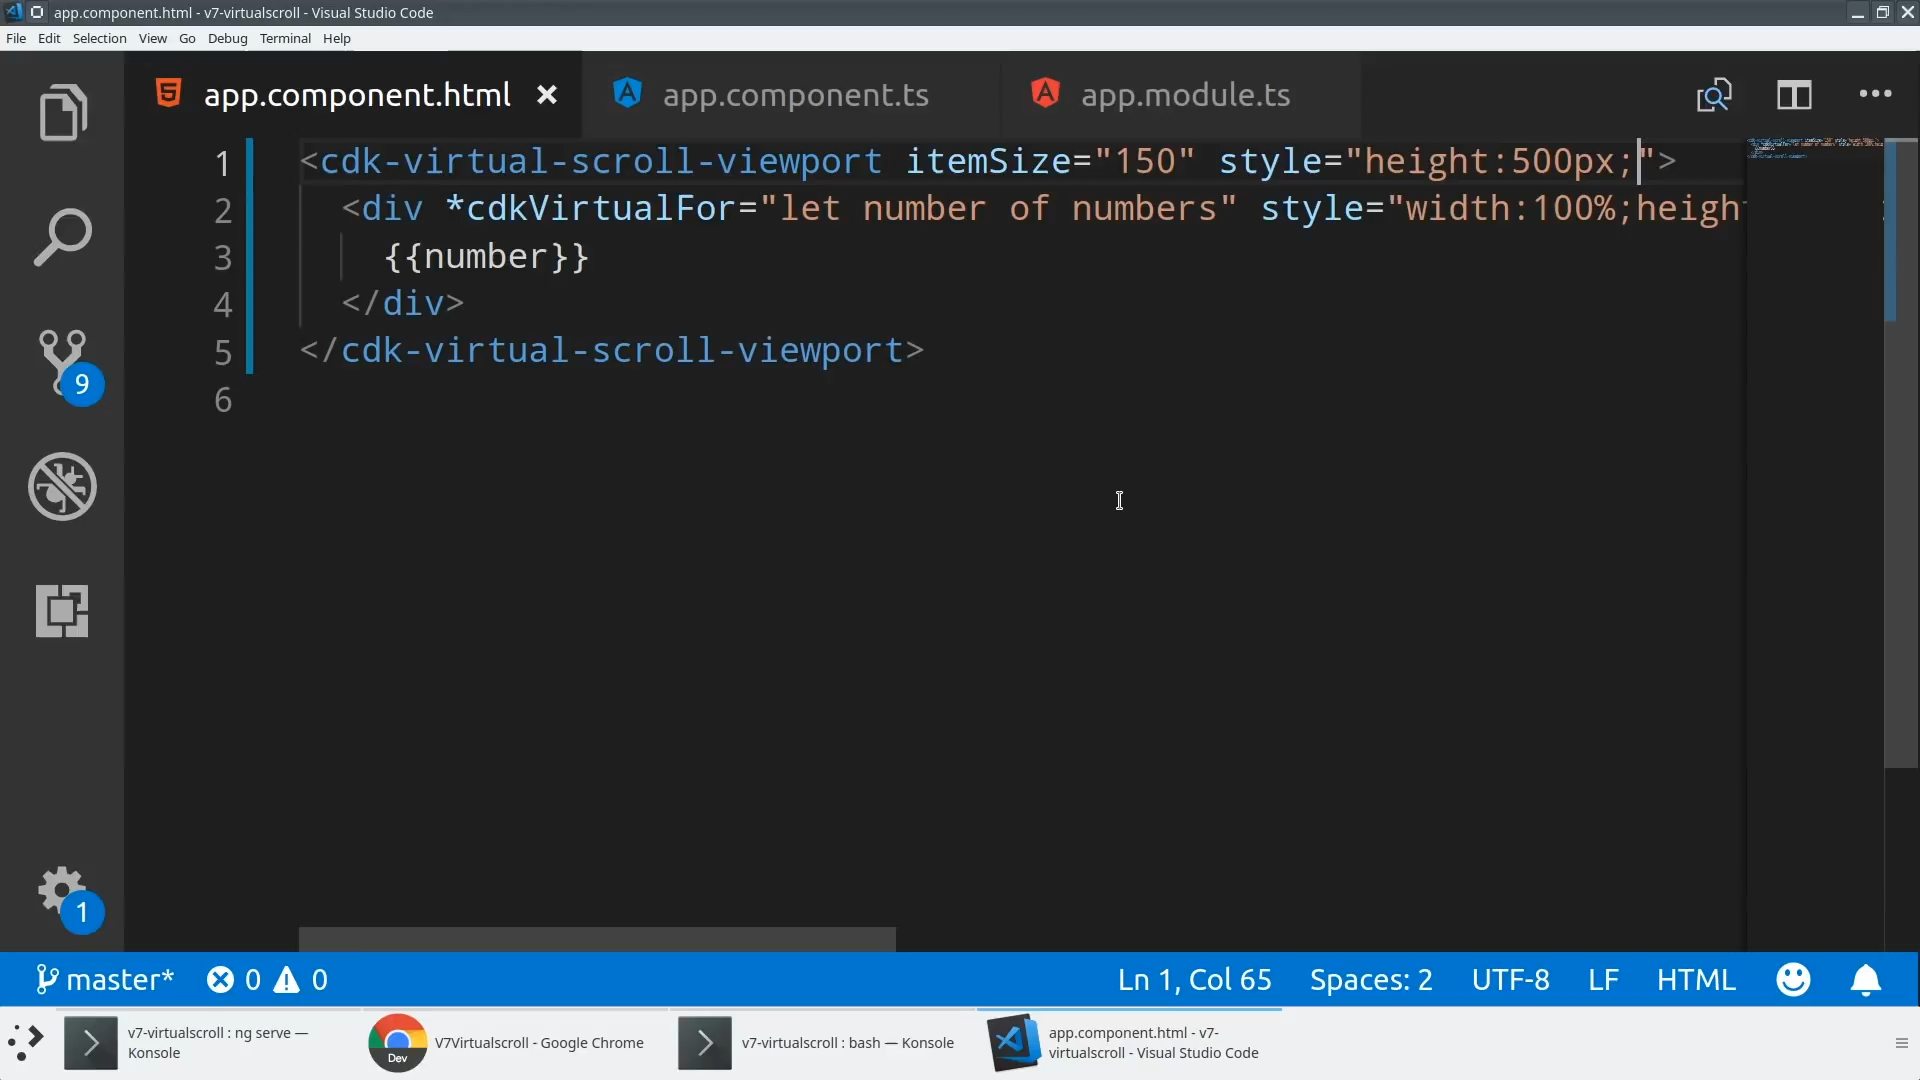 app.component.html - v7-virtualscroll - Visual Studio Code
File Edit Selection View Go Debug Terminal Help
app.component.html app.component.ts app.module.ts
1 <cdk-virtual-scroll-viewport itemSize="150" style="height:500px;">
2 <div *cdkVirtualFor="let number of numbers" style="width:100%;heigh
3 {{number}}
4 </div>
5 </cdk-virtual-scroll-viewport>
6
9
1
master* 0 0 Ln 1, Col 65 Spaces: 2 UTF-8 LF HTML
v7-virtualscroll : ng serve —
Konsole
Dev
V7Virtualscroll - Google Chrome
v7-virtualscroll : bash — Konsole
app.component.html - v7-
virtualscroll - Visual Studio Code